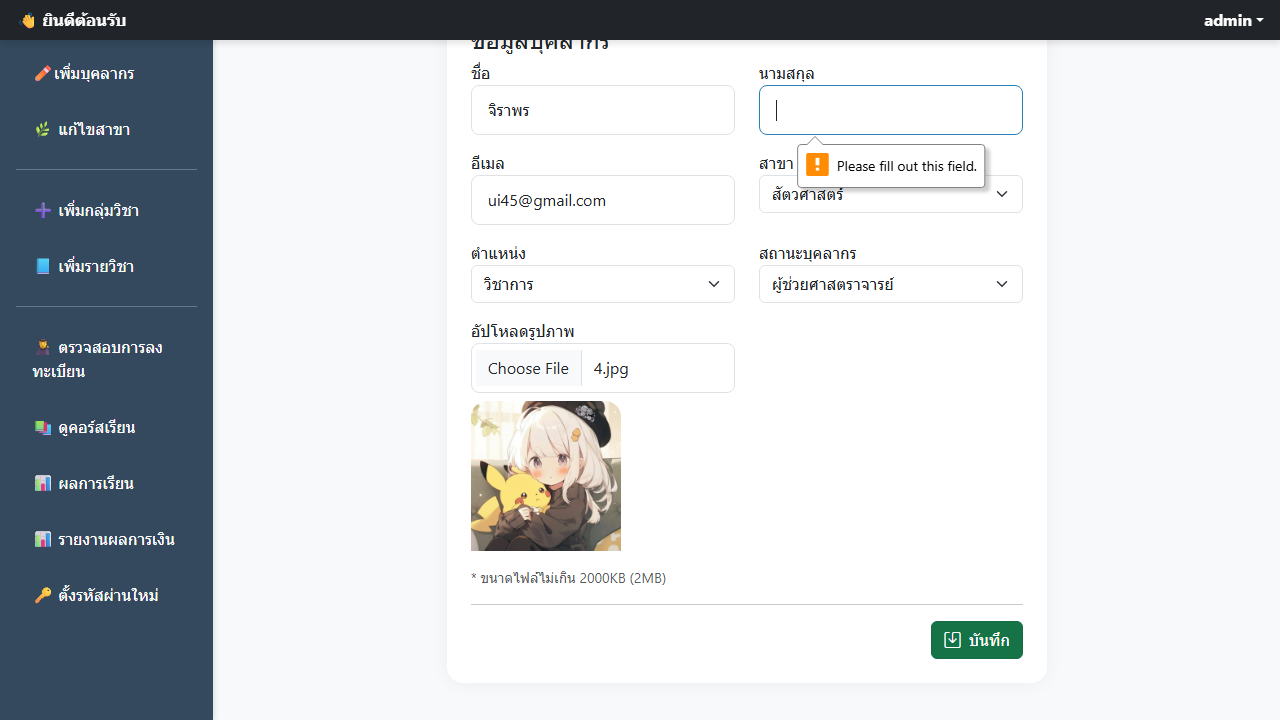 👋 ยินดีต้อนรับ
admin
🖍️ เพิ่มบุคลากร
🌿 แก้ไขสาขา
➕ เพิ่มกลุ่มวิชา
📘 เพิ่มรายวิชา
👩‍🎓 ตรวจสอบการลง
ทะเบียน
📚 ดูคอร์สเรียน
📊 ผลการเรียน
📊 รายงานผลการเงิน
🔑 ตั้งรหัสผ่านใหม่
ข้อมูลบุคลากร
ชื่อ
นามสกุล
จิราพร
Please fill out this field.
อีเมล
สาขา
ui45@gmail.com
สัตวศาสตร์
ตำแหน่ง
สถานะบุคลากร
วิชาการ
ผู้ช่วยศาสตราจารย์
อัปโหลดรูปภาพ
Choose File 4.jpg
* ขนาดไฟล์ไม่เกิน 2000KB (2MB)
บันทึก